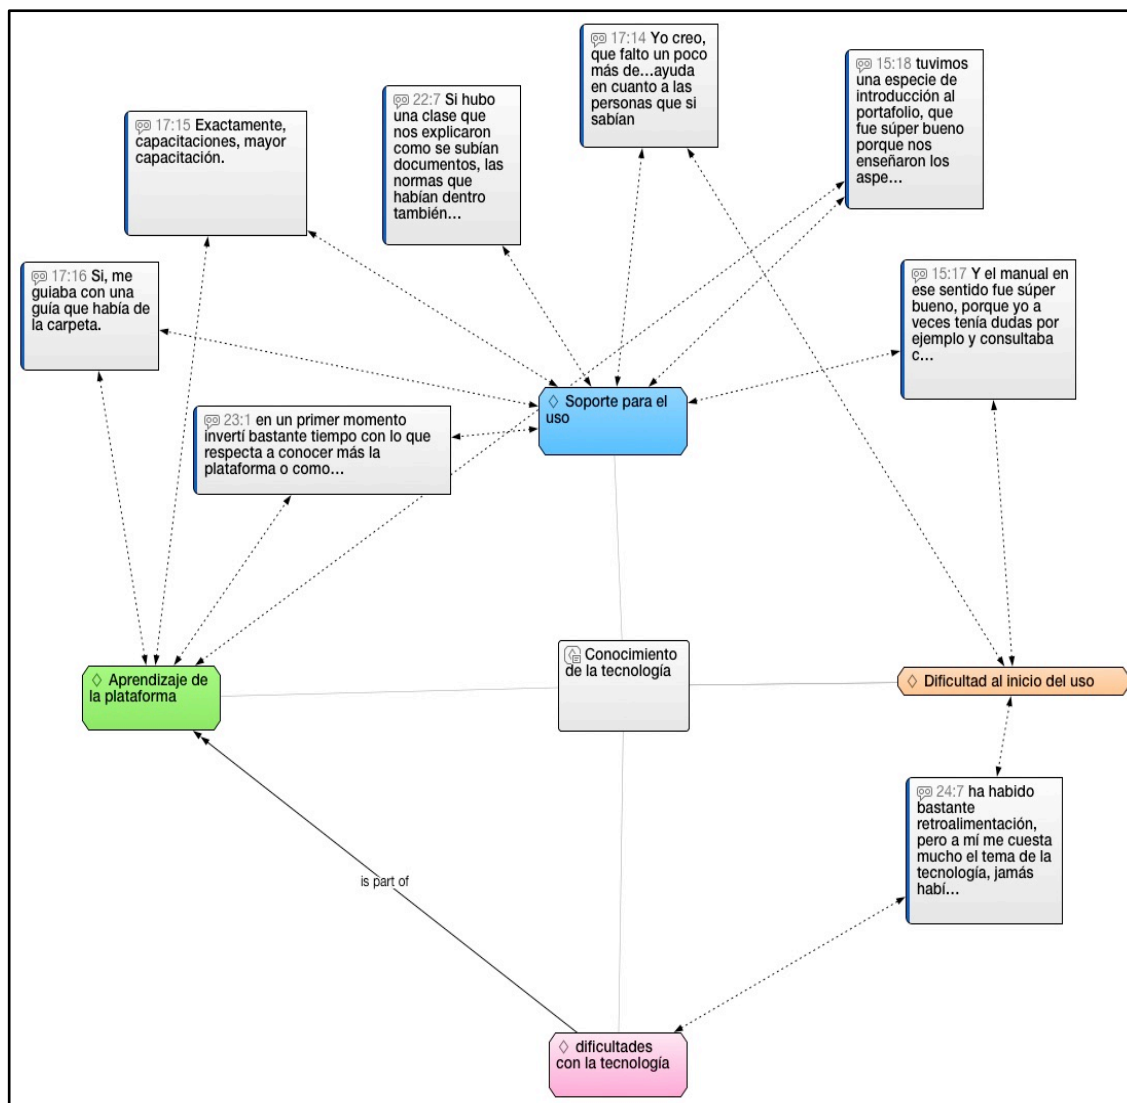 17:14 Yo creo,
que falto un poco
más de...ayuda
en cuanto a las
personas que si
sabían
15:18 tuvimos
una especie de
introducción al
portafolio, que
fue súper bueno
porque nos
enseñaron los
aspe...
22:7 Si hubo
una clase que
nos explicaron
como se subían
documentos, las
normas que
habían dentro
también...
17:15 Exactamente,
capacitaciones, mayor
capacitación.
17:16 Si, me
guiaba con una
guía que había de
la carpeta.
15:17 Y el manual en
ese sentido fue súper
bueno, porque yo a
veces tenía dudas por
ejemplo y consultaba
c...
◇ Soporte para el
uso
23:1 en un primer momento
invertí bastante tiempo con lo que
respecta a conocer más la
plataforma o como...
Conocimiento
de la tecnología
◇ Aprendizaje de
la plataforma
◇ Dificultad al inicio del uso
24:7 ha habido
bastante
retroalimentación,
pero a mí me cuesta
mucho el tema de la
tecnología, jamás
habí...
is part of
◇ dificultades
con la tecnología